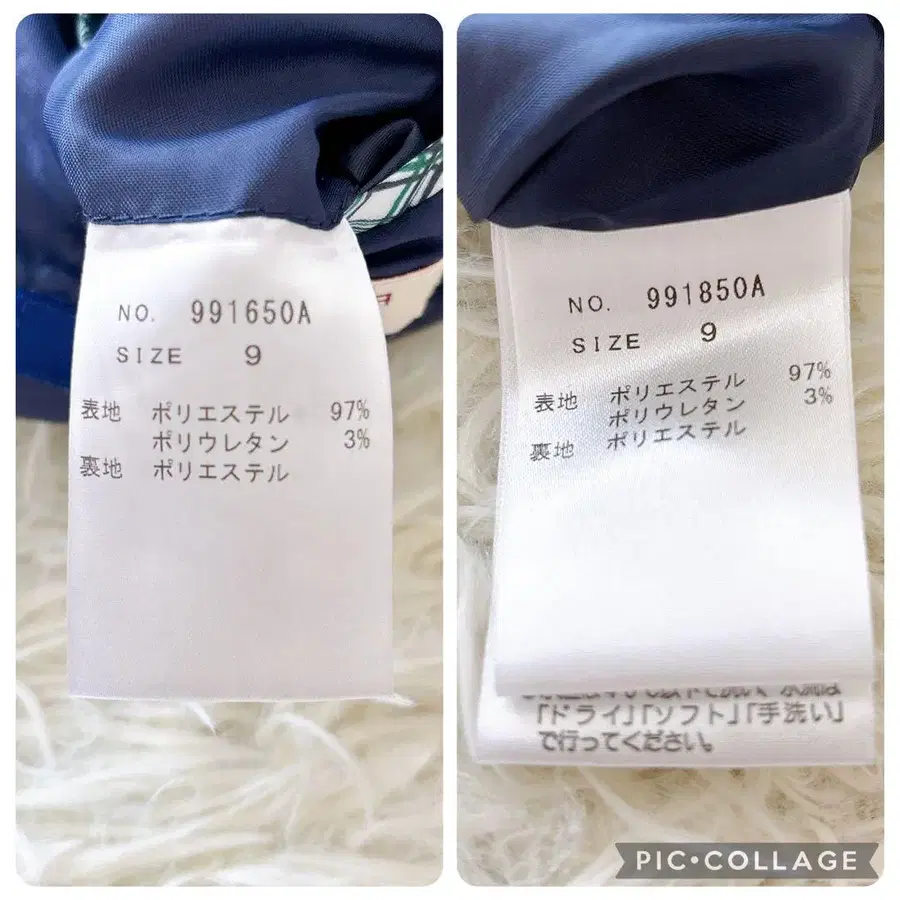 NO. 991650A
SIZE 9
表地 ポリエステル 97%
ポリウレタン 3%
裏地 ポリエステル
NO. 991850A
SIZE 9
表地 ポリエステル 97%
ポリウレタン 3%
裏地 ポリエステル
「ドライ」「ソフト」「手洗い」
で行ってください。
PIC•COLLAGE